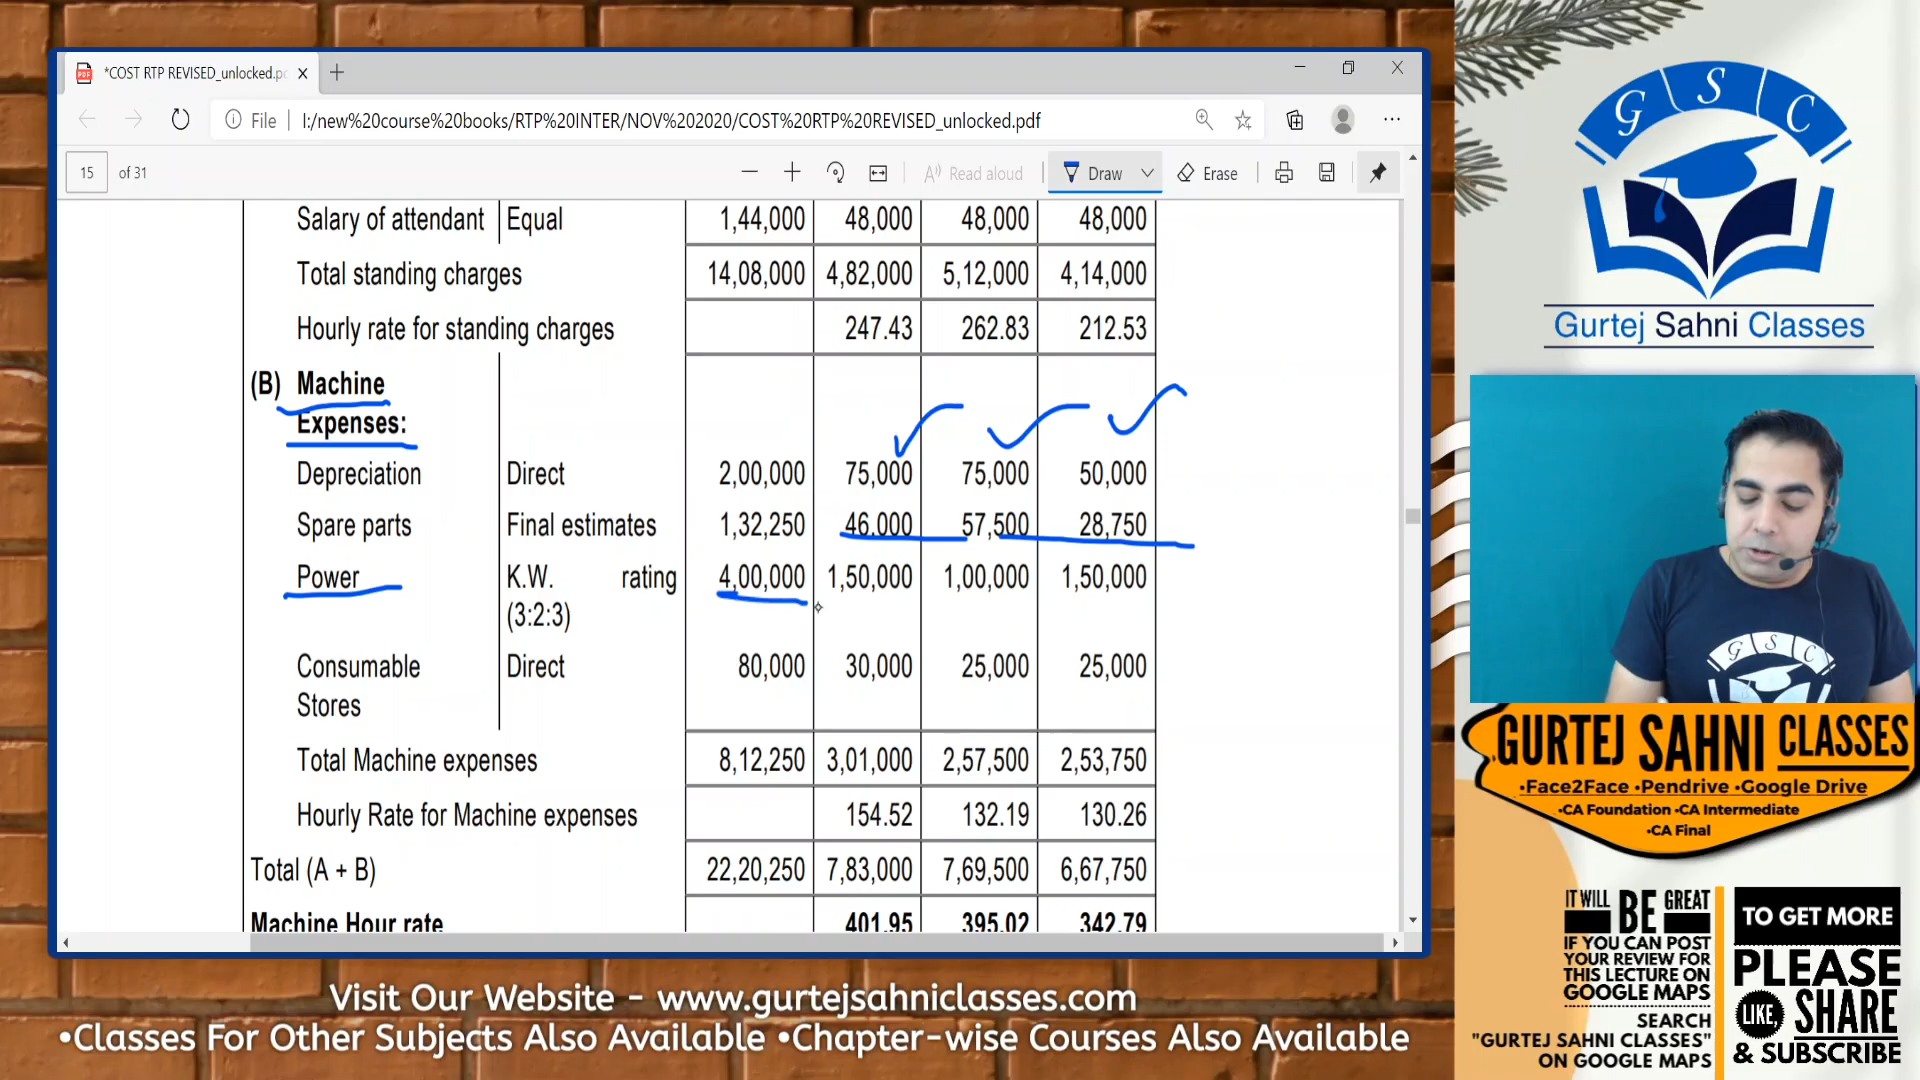 *COST RTP REVISED_unlocked.pd
File I:/new%20course%20books/RTP%20INTER/NOV%202020/COST%20RTP%20REVISED_unlocked.pdf
15 of 31 Read aloud Draw Erase
Salary of attendant Equal 1,44,000 48,000 48,000 48,000
Total standing charges 14,08,000 4,82,000 5,12,000 4,14,000
Hourly rate for standing charges 247.43 262.83 212.53
(B) Machine
Expenses:
Depreciation Direct 2,00,000 75,000 75,000 50,000
Spare parts Final estimates 1,32,250 46,000 57,500 28,750
Power K.W. rating 4,00,000 1,50,000 1,00,000 1,50,000
(3:2:3)
Consumable Direct 80,000 30,000 25,000 25,000
Stores
Total Machine expenses 8,12,250 3,01,000 2,57,500 2,53,750
Hourly Rate for Machine expenses 154.52 132.19 130.26
Total (A + B) 22,20,250 7,83,000 7,69,500 6,67,750
Machine Hour rate 401.95 395.02 342.79
G S C
Gurtej Sahni Classes
G S C
GURTEJ SAHNI CLASSES
•Face2Face •Pendrive •Google Drive
•CA Foundation •CA Intermediate
•CA Final
IT WILL BE GREAT
IF YOU CAN POST
YOUR REVIEW FOR
THIS LECTURE ON
GOOGLE MAPS
SEARCH
"GURTEJ SAHNI CLASSES"
ON GOOGLE MAPS
TO GET MORE
PLEASE
LIKE, SHARE
& SUBSCRIBE
Visit Our Website - www.gurtejsahniclasses.com
•Classes For Other Subjects Also Available •Chapter-wise Courses Also Available